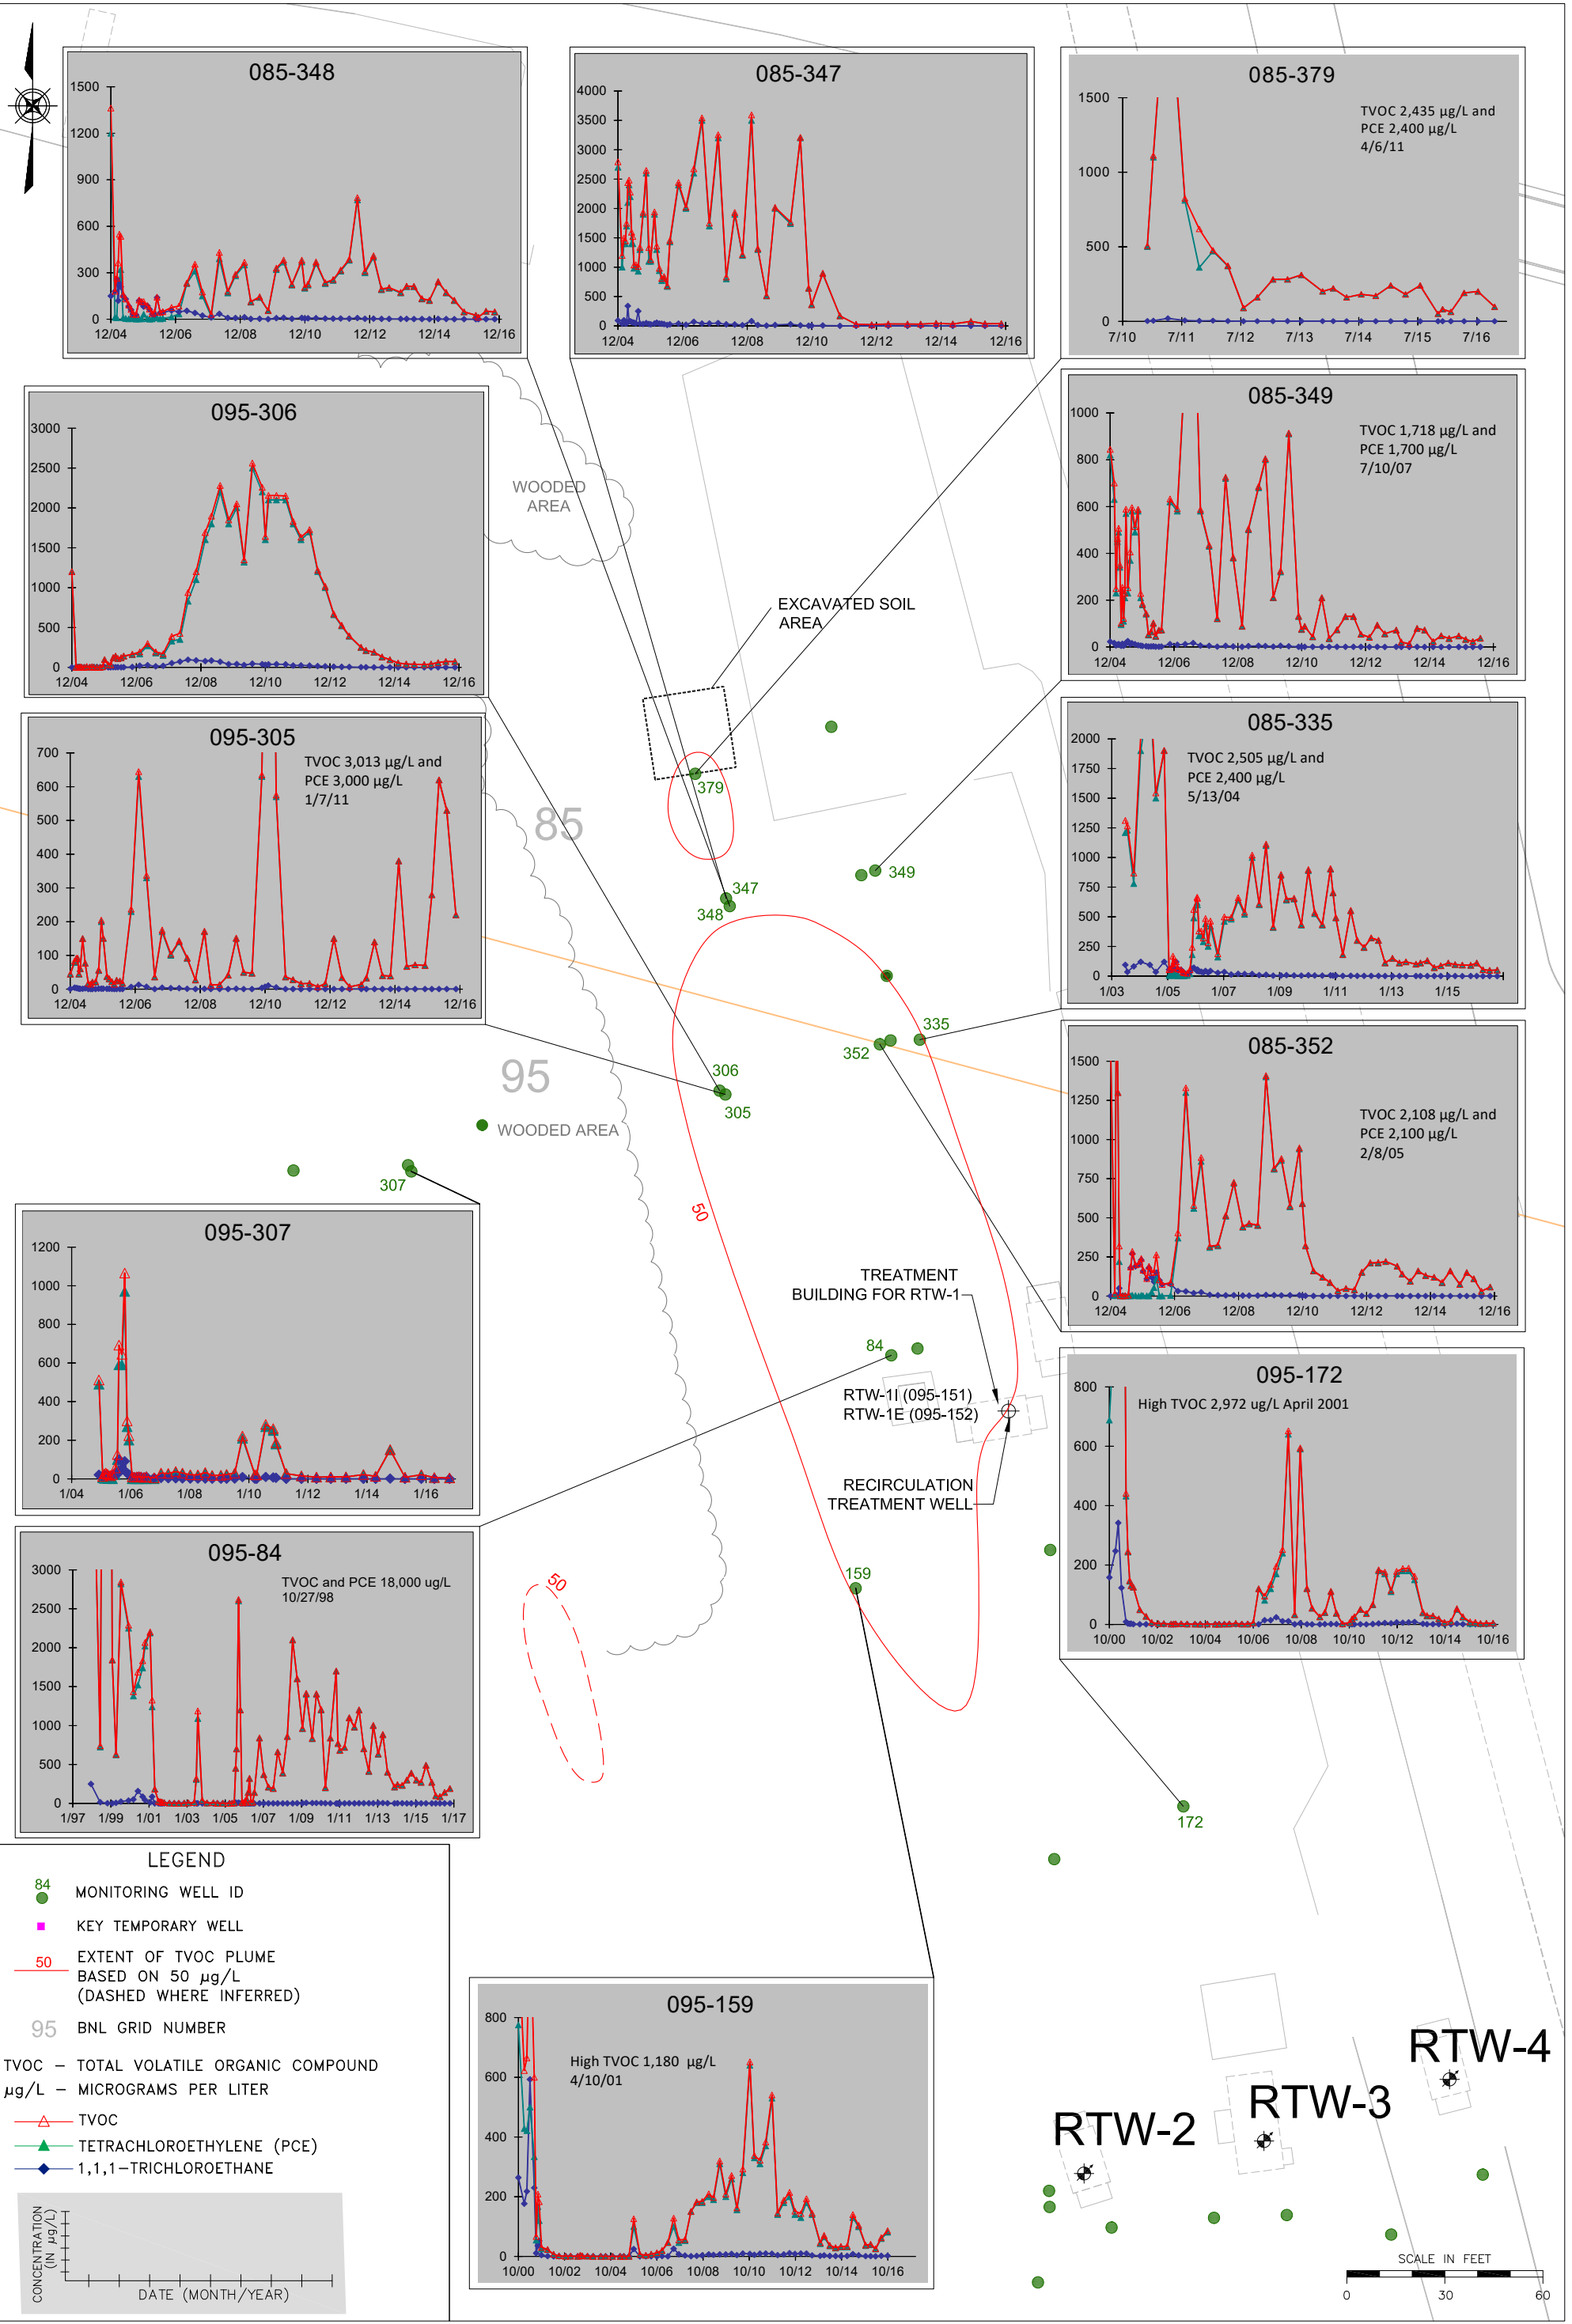 085-348
1500
1200
900
600
300
0
12/04 12/06 12/08 12/10 12/12 12/14 12/16
085-347
4000
3500
3000
2500
2000
1500
1000
500
0
12/04 12/06 12/08 12/10 12/12 12/14 12/16
085-379
TVOC 2,435 µg/L and
PCE 2,400 µg/L
4/6/11
1500
1000
500
0
7/10 7/11 7/12 7/13 7/14 7/15 7/16
095-306
3000
2500
2000
1500
1000
500
0
12/04 12/06 12/08 12/10 12/12 12/14 12/16
085-349
TVOC 1,718 µg/L and
PCE 1,700 µg/L
7/10/07
1000
800
600
400
200
0
12/04 12/06 12/08 12/10 12/12 12/14 12/16
WOODED
AREA
EXCAVATED SOIL
AREA
095-305
TVOC 3,013 µg/L and
PCE 3,000 µg/L
1/7/11
700
600
500
400
300
200
100
0
12/04 12/06 12/08 12/10 12/12 12/14 12/16
085-335
TVOC 2,505 µg/L and
PCE 2,400 µg/L
5/13/04
2000
1750
1500
1250
1000
750
500
250
0
1/03 1/05 1/07 1/09 1/11 1/13 1/15
379
85
349
347
348
335
352
95
306
305
WOODED AREA
307
50
085-352
TVOC 2,108 µg/L and
PCE 2,100 µg/L
2/8/05
1500
1250
1000
750
500
250
0
12/04 12/06 12/08 12/10 12/12 12/14 12/16
095-307
1200
1000
800
600
400
200
0
1/04 1/06 1/08 1/10 1/12 1/14 1/16
TREATMENT
BUILDING FOR RTW-1
84
RTW-1I (095-151)
RTW-1E (095-152)
RECIRCULATION
TREATMENT WELL
095-172
High TVOC 2,972 ug/L April 2001
800
600
400
200
0
10/00 10/02 10/04 10/06 10/08 10/10 10/12 10/14 10/16
095-84
TVOC and PCE 18,000 ug/L
10/27/98
3000
2500
2000
1500
1000
500
0
1/97 1/99 1/01 1/03 1/05 1/07 1/09 1/11 1/13 1/15 1/17
159
50
172
LEGEND
84
MONITORING WELL ID
KEY TEMPORARY WELL
50
EXTENT OF TVOC PLUME
BASED ON 50 µg/L
(DASHED WHERE INFERRED)
95 BNL GRID NUMBER
TVOC – TOTAL VOLATILE ORGANIC COMPOUND
µg/L – MICROGRAMS PER LITER
TVOC
TETRACHLOROETHYLENE (PCE)
1,1,1–TRICHLOROETHANE
CONCENTRATION
(IN µg/L)
DATE (MONTH/YEAR)
095-159
High TVOC 1,180 µg/L
4/10/01
800
600
400
200
0
10/00 10/02 10/04 10/06 10/08 10/10 10/12 10/14 10/16
RTW-4
RTW-3
RTW-2
SCALE IN FEET
0 30 60